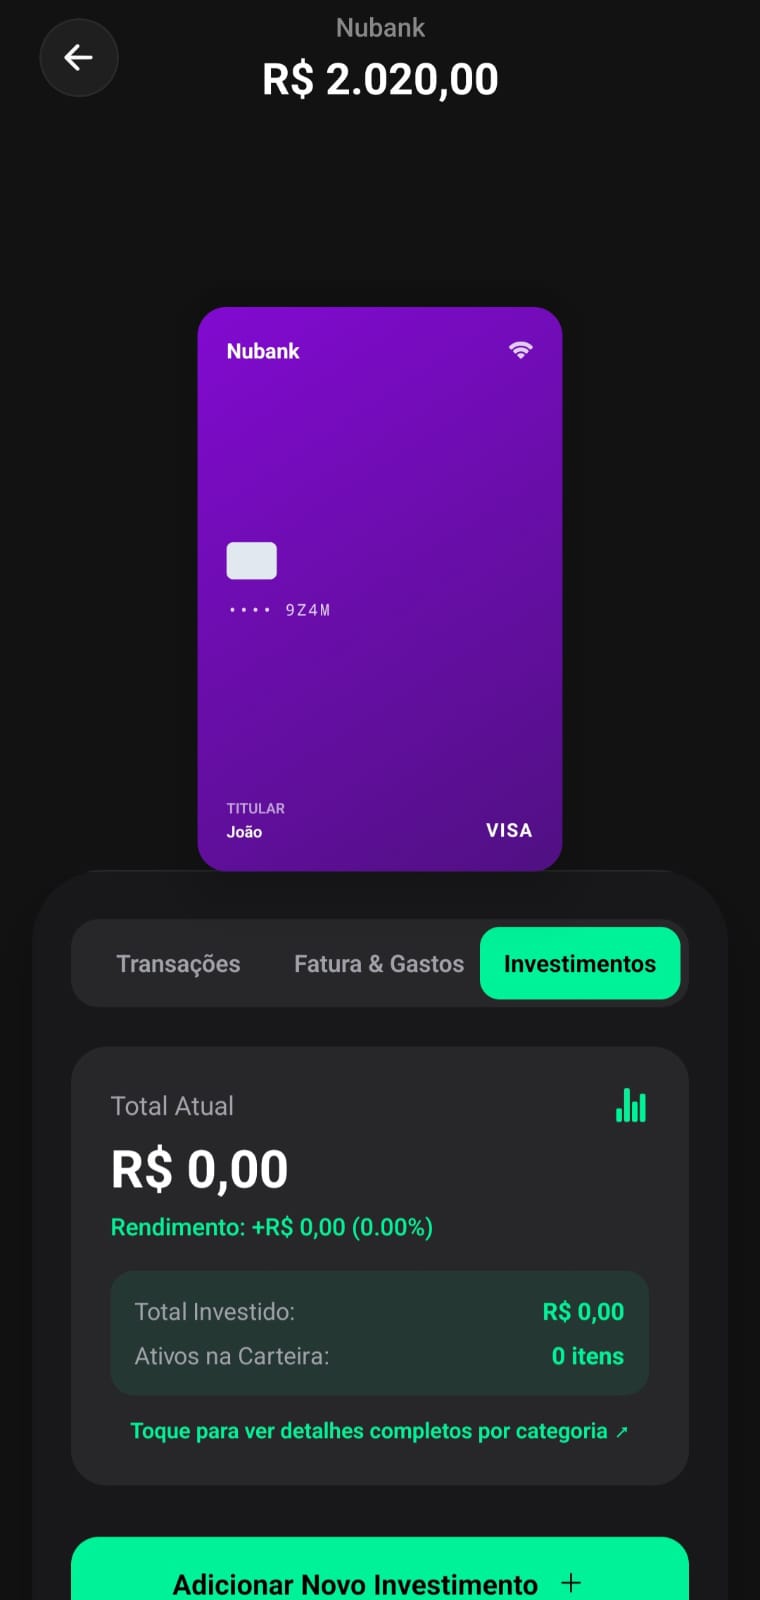 Nubank
R$ 2.020,00
Nubank
•••• 9Z4M
TITULAR
João
VISA
Transações
Fatura & Gastos
Investimentos
Total Atual
R$ 0,00
Rendimento: +R$ 0,00 (0.00%)
Total Investido: R$ 0,00
Ativos na Carteira: 0 itens
Toque para ver detalhes completos por categoria ↗
Adicionar Novo Investimento +